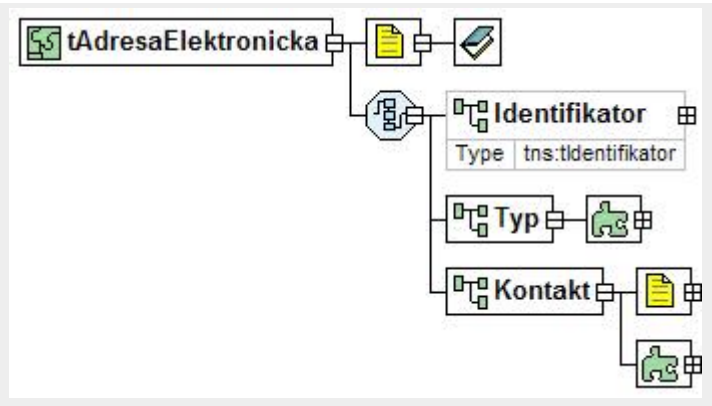 tAdresaElektronicka
Identifikator
Type tns:tIdentifikator
Typ
Kontakt